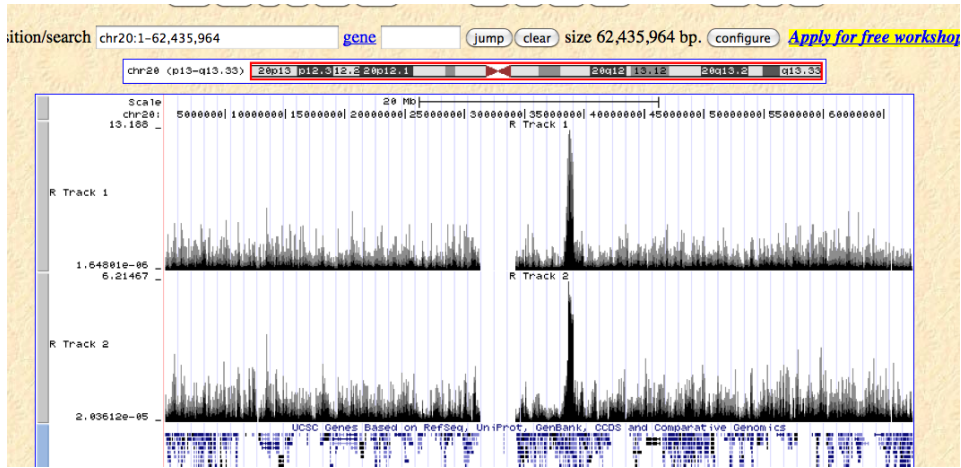 sition/search chr20:1-62,435,964 gene jump clear size 62,435,964 bp. configure Apply for free workshop
chr20 (p13-q13.33) 20p13 p12.3 12.2 20p12.1 20q12 13.12 20q13.2 q13.33
Scale 20 Mb
chr20: 5000000| 10000000| 15000000| 20000000| 25000000| 30000000| 35000000| 40000000| 45000000| 50000000| 55000000| 60000000|
13.188 _ R Track 1
R Track 1
1.64801e-06 _
6.21467 _ R Track 2
R Track 2
2.03612e-05 _
UCSC Genes Based on RefSeq, UniProt, GenBank, CCDS and Comparative Genomics